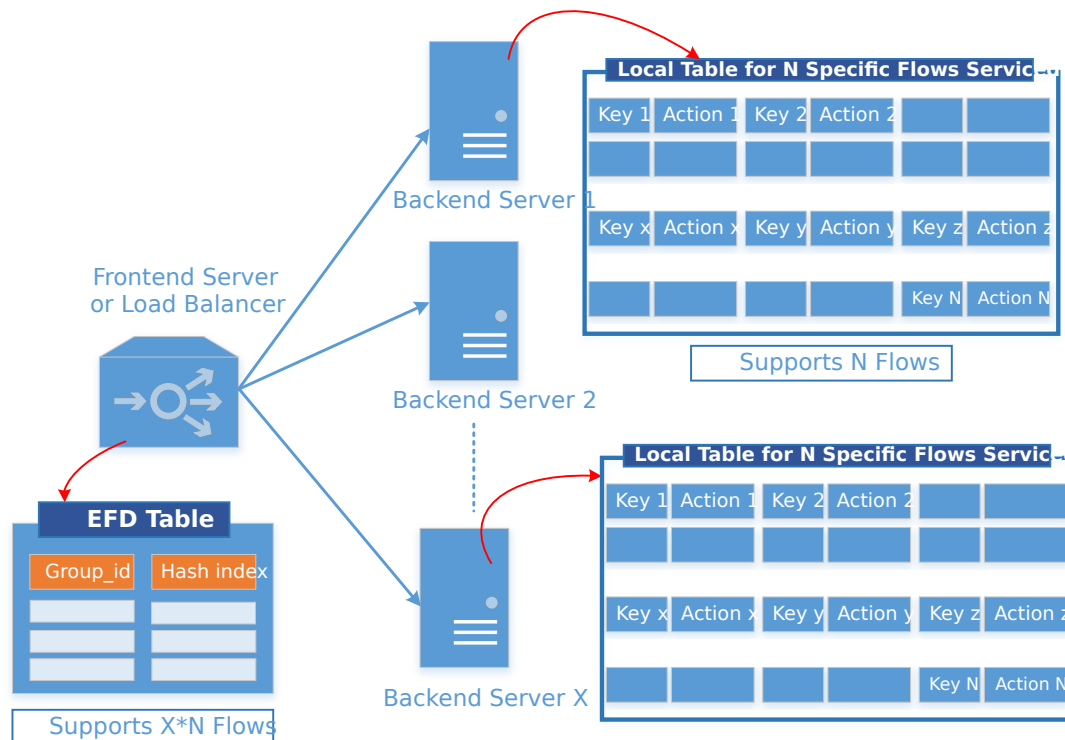 Local Table for N Specific Flows Serviced
Key 1 Action 1 Key 2 Action 2
Backend Server 1
Key x Action x Key y Action y Key z Action z
Frontend Server
or Load Balancer
Key N Action N
Supports N Flows
Backend Server 2
Local Table for N Specific Flows Servic
Key 1 Action 1 Key 2 Action 2
EFD Table
Group_id Hash index
Key x Action x Key y Action y Key z Action z
Key N Action N
Backend Server X
Supports X*N Flows